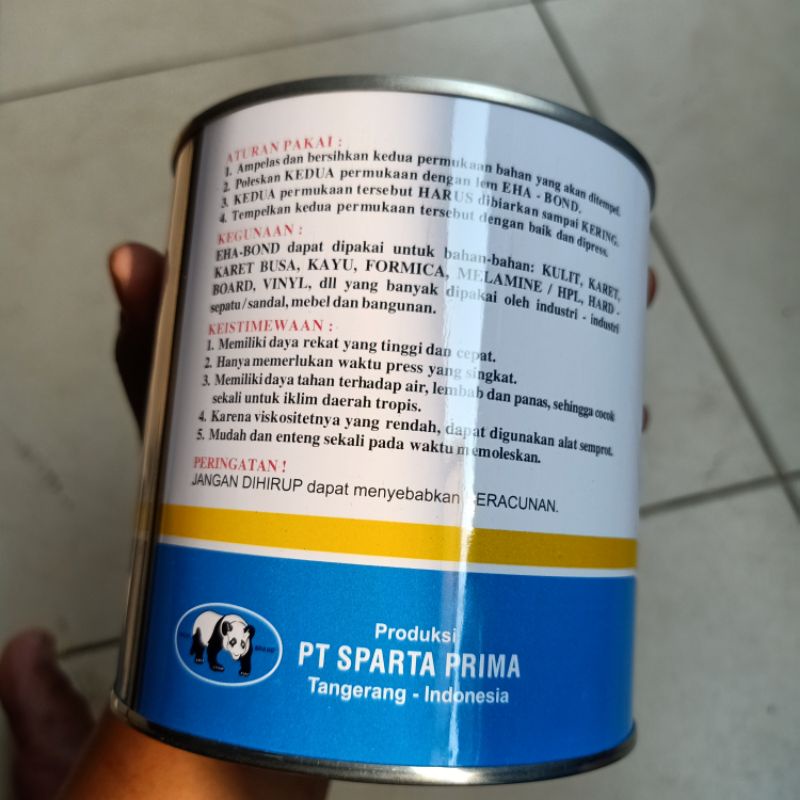 ATURAN PAKAI :
1. Ampelas dan bersihkan kedua permukaan bahan yang akan ditempel.
2. Poleskan KEDUA permukaan dengan lem EHA - BOND.
3. KEDUA permukaan tersebut HARUS dibiarkan sampai KERING.
4. Tempelkan kedua permukaan tersebut dengan baik dan dipress.
KEGUNAAN :
EHA-BOND dapat dipakai untuk bahan-bahan: KULIT, KARET,
KARET BUSA, KAYU, FORMICA, MELAMINE / HPL, HARD -
BOARD, VINYL, dll yang banyak dipakai oleh industri - industri
sepatu/sandal, mebel dan bangunan.
KEISTIMEWAAN :
1. Memiliki daya rekat yang tinggi dan cepat.
2. Hanya memerlukan waktu press yang singkat.
3. Memiliki daya tahan terhadap air, lembab dan panas, sehingga cocok
sekali untuk iklim daerah tropis.
4. Karena viskositetnya yang rendah, dapat digunakan alat semprot.
5. Mudah dan enteng sekali pada waktu memoleskan.
PERINGATAN !
JANGAN DIHIRUP dapat menyebabkan KERACUNAN.
Produksi
PT SPARTA PRIMA
Tangerang - Indonesia